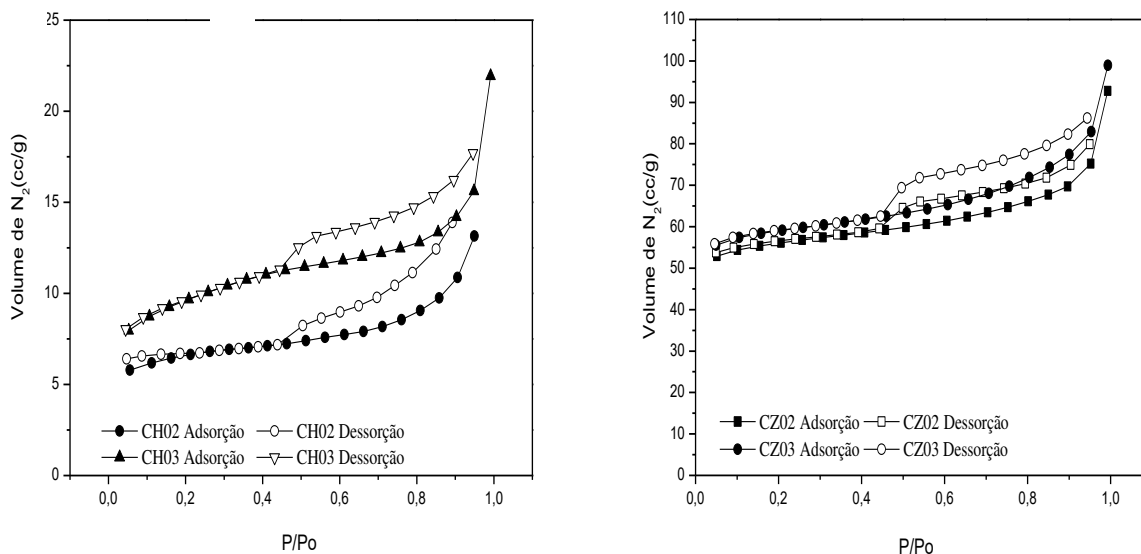 25
20
15
10
5
0
Volume de N₂(cc/g)
CH02 Adsorção CH02 Dessorção
CH03 Adsorção CH03 Dessorção
0,0 0,2 0,4 0,6 0,8 1,0
P/Po
110
100
90
80
70
60
50
40
30
20
10
0
Volume de N₂(cc/g)
CZ02 Adsorção CZ02 Dessorção
CZ03 Adsorção CZ03 Dessorção
0,0 0,2 0,4 0,6 0,8 1,0
P/Po